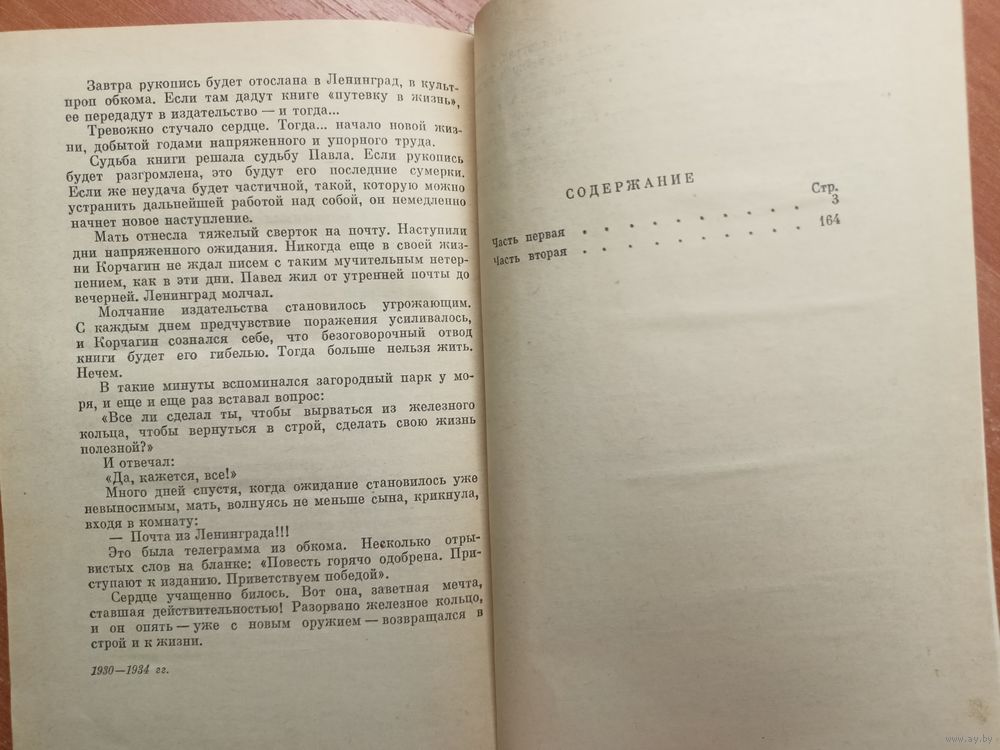 Завтра рукопись будет отослана в Ленинград, в культ-
проп обкома. Если там дадут книге «путевку в жизнь»,
ее передадут в издательство — и тогда...
Тревожно стучало сердце. Тогда... начало новой жиз-
ни, добытой годами напряженного и упорного труда.
Судьба книги решала судьбу Павла. Если рукопись
будет разгромлена, это будут его последние сумерки.
Если же неудача будет частичной, такой, которую можно
устранить дальнейшей работой над собой, он немедленно
начнет новое наступление.
Мать отнесла тяжелый сверток на почту. Наступили
дни напряженного ожидания. Никогда еще в своей жиз-
ни Корчагин не ждал писем с таким мучительным нетер-
пением, как в эти дни. Павел жил от утренней почты до
вечерней. Ленинград молчал.
Молчание издательства становилось угрожающим.
С каждым днем предчувствие поражения усиливалось,
и Корчагин сознался себе, что безоговорочный отвод
книги будет его гибелью. Тогда больше нельзя жить.
Нечем.
В такие минуты вспоминался загородный парк у мо-
ря, и еще и еще раз вставал вопрос:
«Все ли сделал ты, чтобы вырваться из железного
кольца, чтобы вернуться в строй, сделать свою жизнь
полезной?»
И отвечал:
«Да, кажется, все!»
Много дней спустя, когда ожидание становилось уже
невыносимым, мать, волнуясь не меньше сына, крикнула,
входя в комнату:
— Почта из Ленинграда!!!
Это была телеграмма из обкома. Несколько отры-
вистых слов на бланке: «Повесть горячо одобрена. При-
ступают к изданию. Приветствуем победой».
Сердце учащенно билось. Вот она, заветная мечта,
ставшая действительностью! Разорвано железное кольцо,
и он опять — уже с новым оружием — возвращался в
строй и к жизни.
1930—1934 гг.
СОДЕРЖАНИЕ
Стр.
Часть первая . . . . . . . . . . 3
Часть вторая . . . . . . . . . . 164
www.ay.by